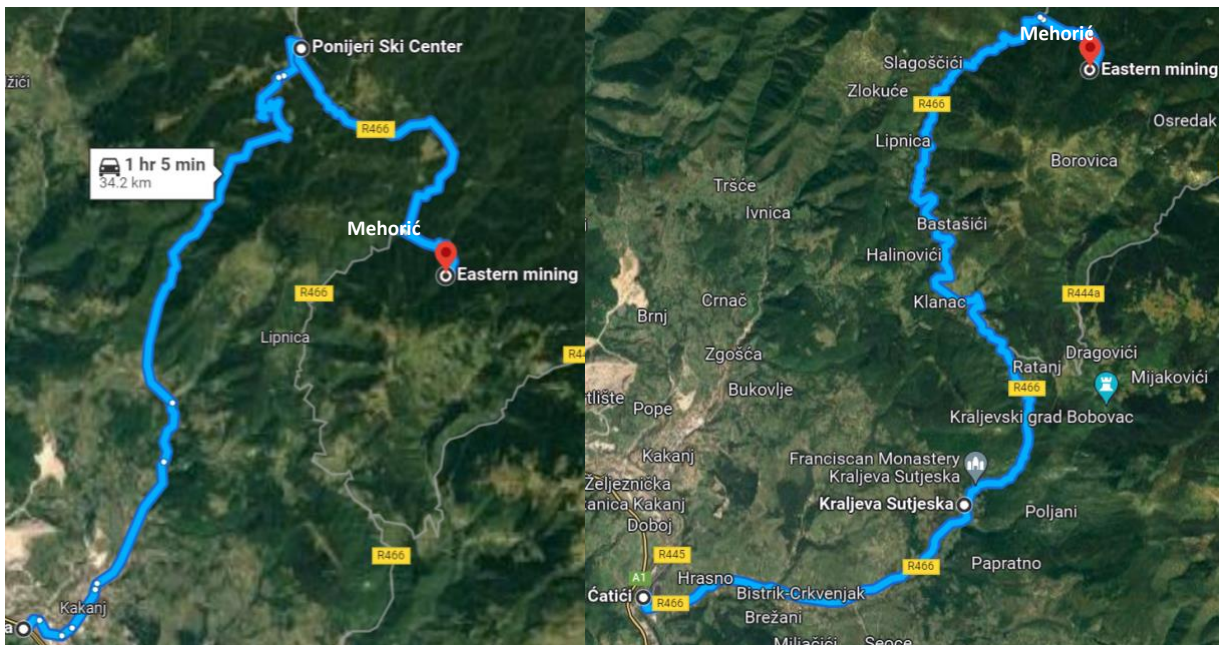 Ponijeri Ski Center
R466
1 hr 5 min
34.2 km
Mehorić
Eastern mining
R466
Lipnica
R466
Kakanj
Mehorić
Slagoščići
Eastern mining
Zlokuće
R466
Osredak
Lipnica
Borovica
Tršće
Ivnica
Bastašići
Halinovići
R444a
Crnač
Klanac
Brnj
Zgošća
Dragovići
Ratanj
Mijakovići
Bukovlje
R466
Pope
Kraljevski grad Bobovac
Kakanj
Franciscan Monastery
Kraljeva Sutjeska
Željeznička
Kraljeva Sutjeska
Doboj
Poljani
R445
Papratno
A1
Hrasno
R466
Ćatići
R466
Bistrik-Crkvenjak
Brežani
Seoce